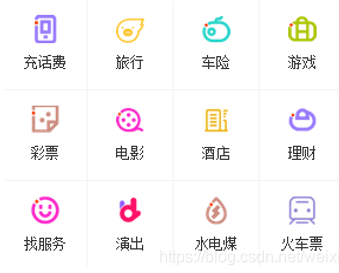 充话费 旅行 车险 游戏
彩票 电影 酒店 理财
找服务 演出 水电煤 火车票
https://blog.csdn.net/weixi